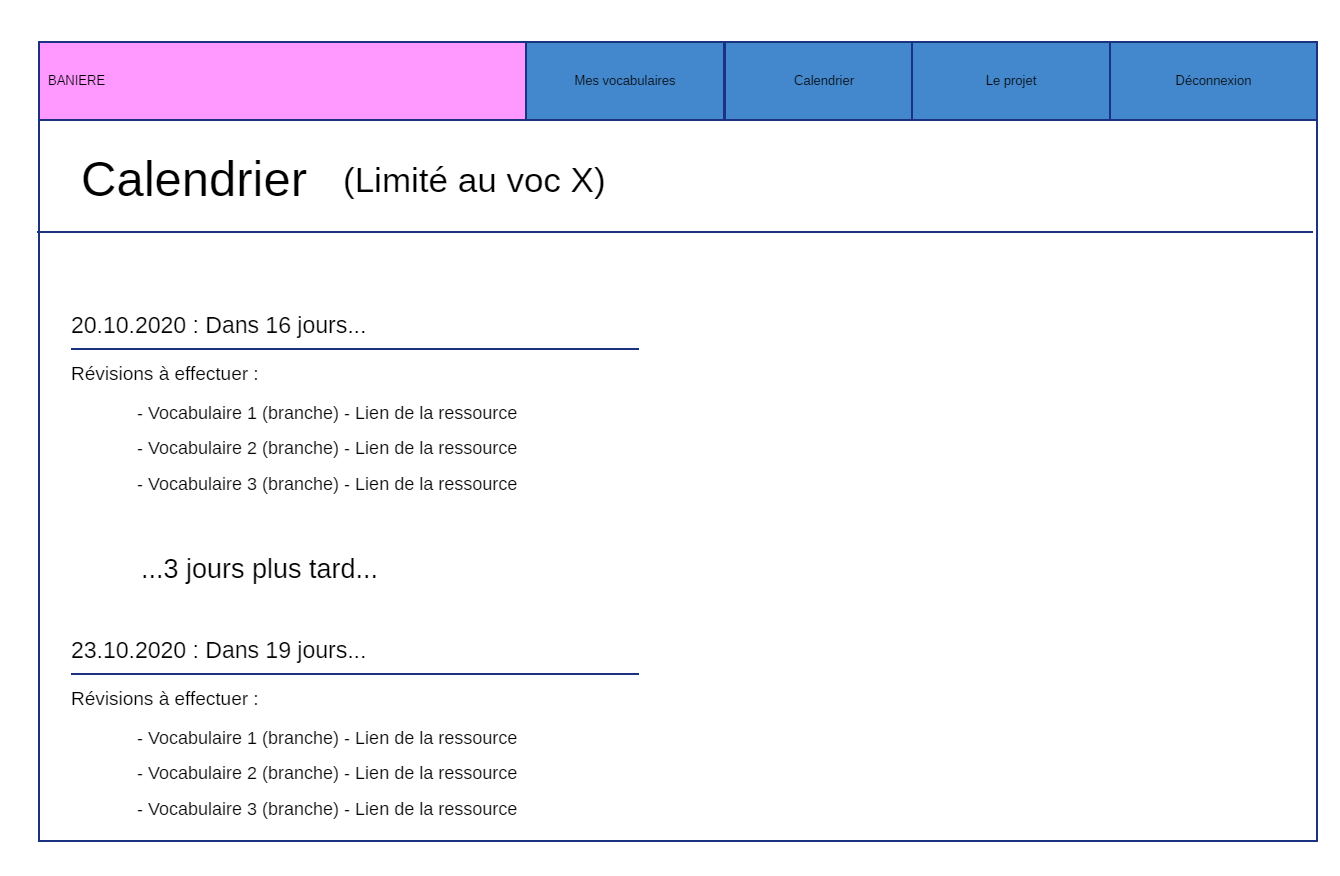 BANIERE
Mes vocabulaires
Calendrier
Le projet
Déconnexion
Calendrier (Limité au voc X)
20.10.2020 : Dans 16 jours...
Révisions à effectuer :
- Vocabulaire 1 (branche) - Lien de la ressource
- Vocabulaire 2 (branche) - Lien de la ressource
- Vocabulaire 3 (branche) - Lien de la ressource
...3 jours plus tard...
23.10.2020 : Dans 19 jours...
Révisions à effectuer :
- Vocabulaire 1 (branche) - Lien de la ressource
- Vocabulaire 2 (branche) - Lien de la ressource
- Vocabulaire 3 (branche) - Lien de la ressource